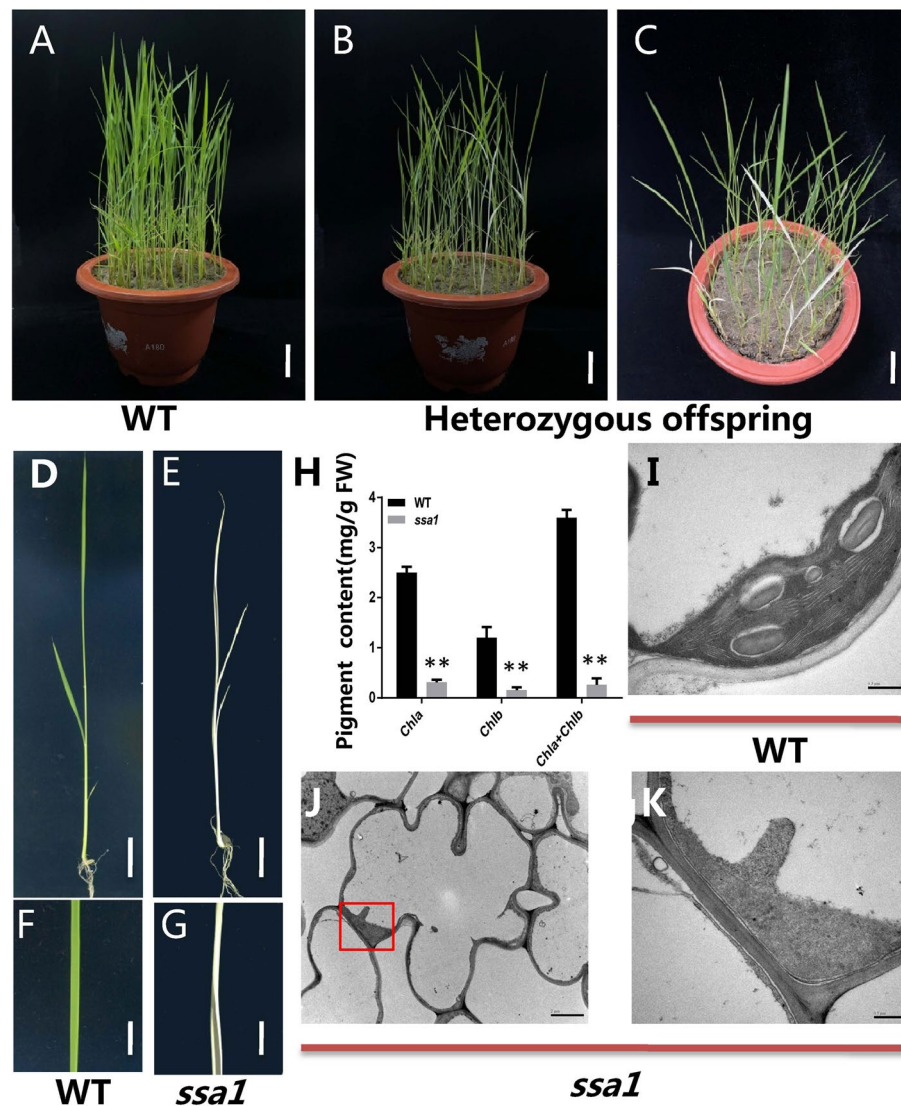 A
B
C
A160
WT
Heterozygous offspring
D
E
F
G
WT
ssa1
H
Pigment content(mg/g FW)
4
3
2
1
0
WT
ssa1
**
**
**
Chla
Chlb
Chla+Chlb
I
WT
J
K
ssa1